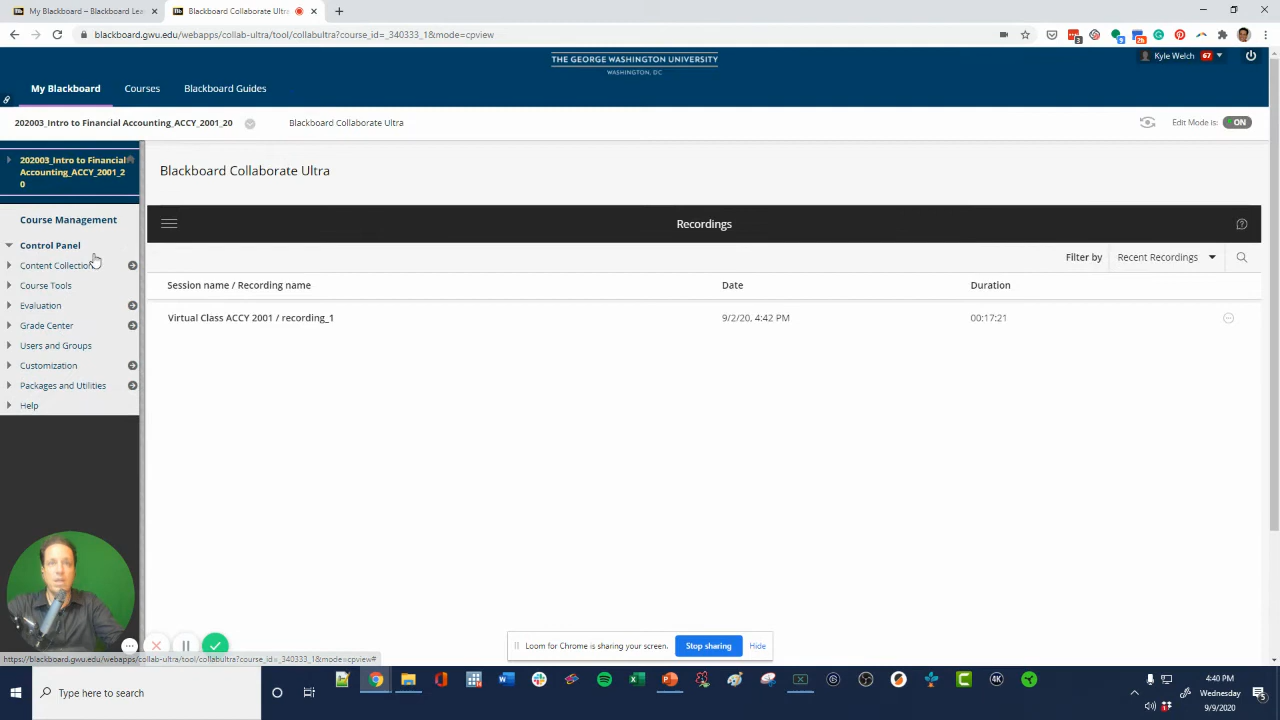 My Blackboard – Blackboard Lea
Blackboard Collaborate Ultra
blackboard.gwu.edu/webapps/collab-ultra/tool/collabultra?course_id=_340333_1&mode=cpview
THE GEORGE WASHINGTON UNIVERSITY
WASHINGTON, DC
Kyle Welch 67
My Blackboard Courses Blackboard Guides
202003_Intro to Financial Accounting_ACCY_2001_20 Blackboard Collaborate Ultra Edit Mode is: ON
202003_Intro to Financial
Accounting_ACCY_2001_2
0
Course Management
Control Panel
Content Collection
Course Tools
Evaluation
Grade Center
Users and Groups
Customization
Packages and Utilities
Help
Blackboard Collaborate Ultra
Recordings
Filter by Recent Recordings
Session name / Recording name Date Duration
Virtual Class ACCY 2001 / recording_1 9/2/20, 4:42 PM 00:17:21
Loom for Chrome is sharing your screen. Stop sharing Hide
https://blackboard.gwu.edu/webapps/collab-ultra/tool/collabultra?course_id=_340333_1&mode=cpview#
Type here to search
4:40 PM
Wednesday
9/9/2020